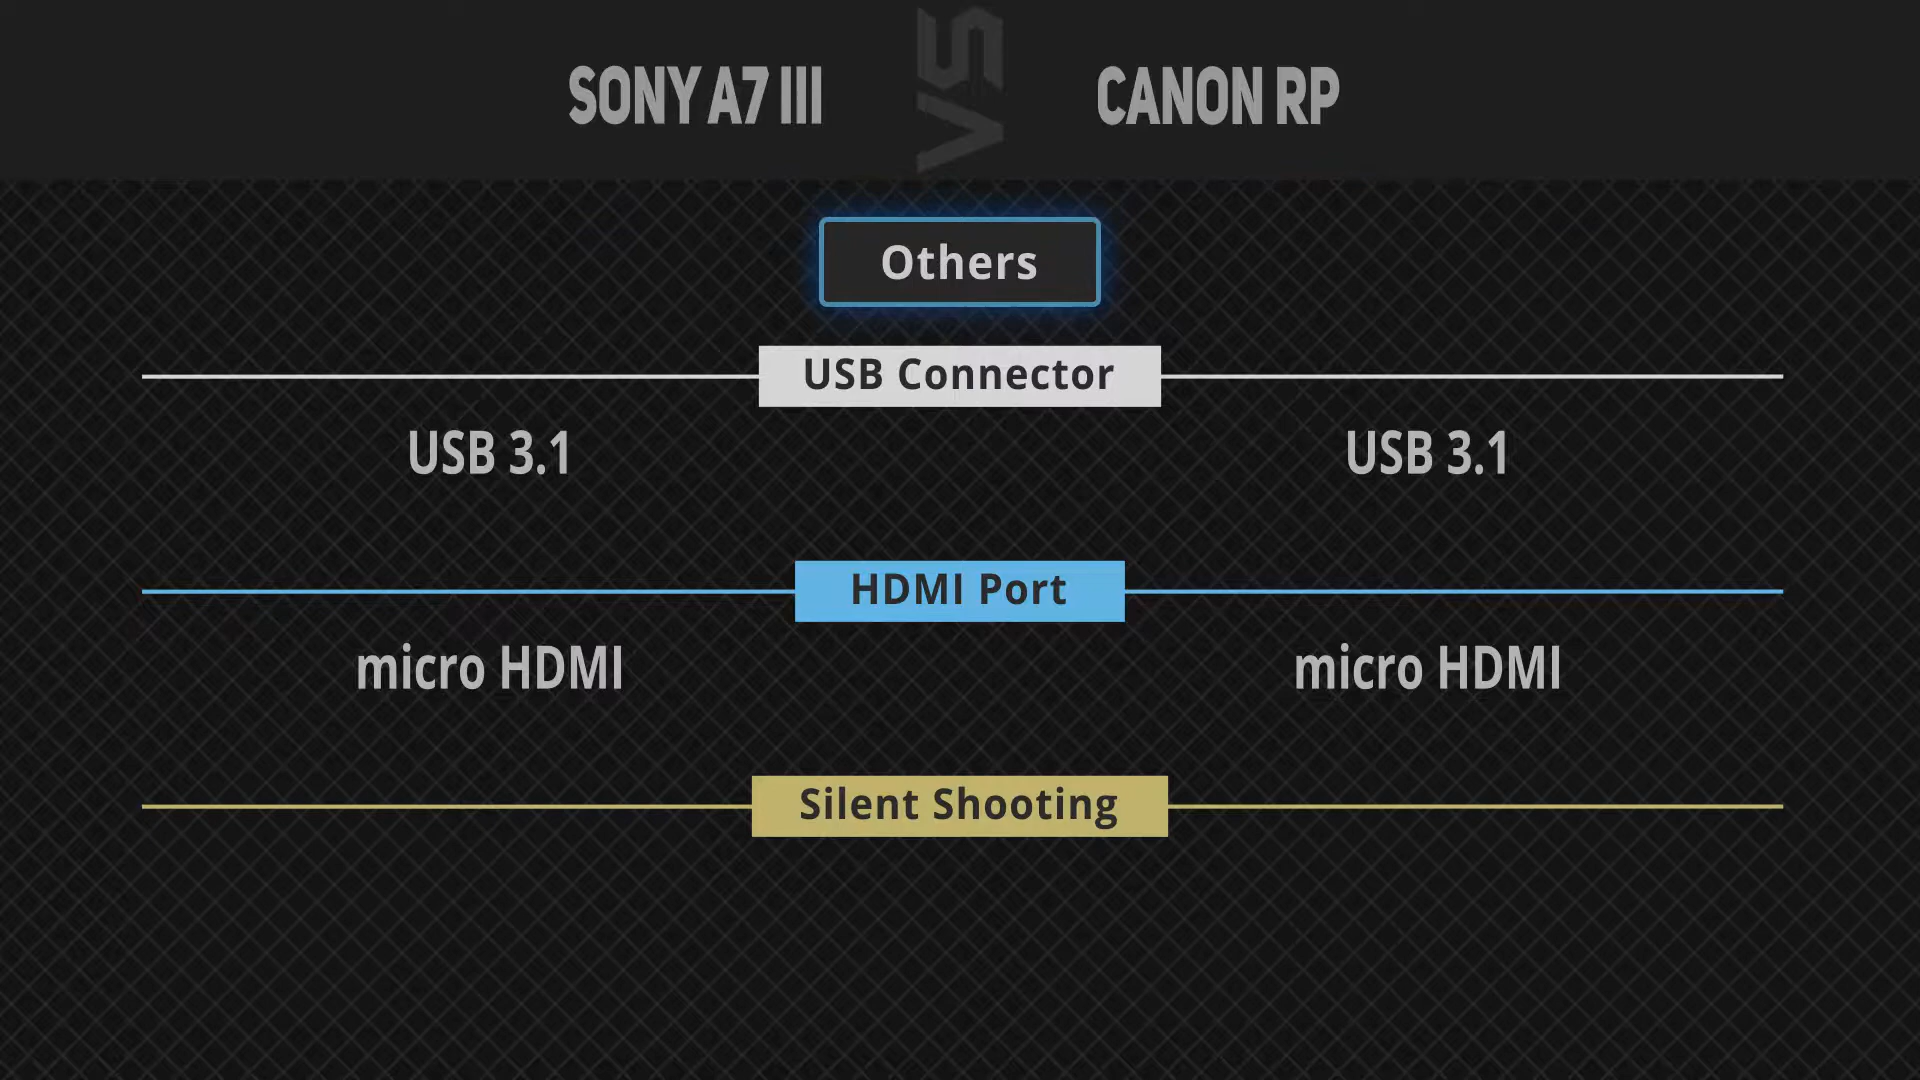 SONY A7 III VS CANON RP
Others
USB Connector
USB 3.1 USB 3.1
HDMI Port
micro HDMI micro HDMI
Silent Shooting